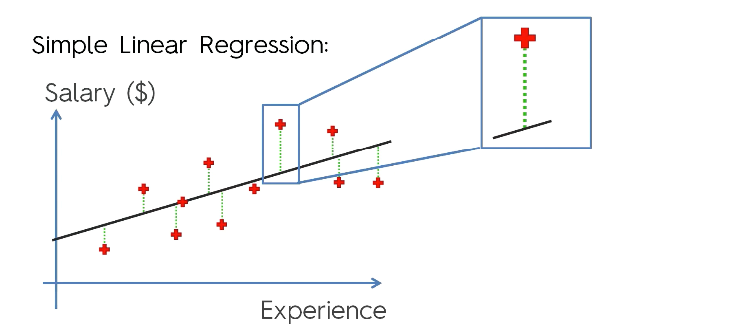 Simple Linear Regression:
Salary ($)
Experience